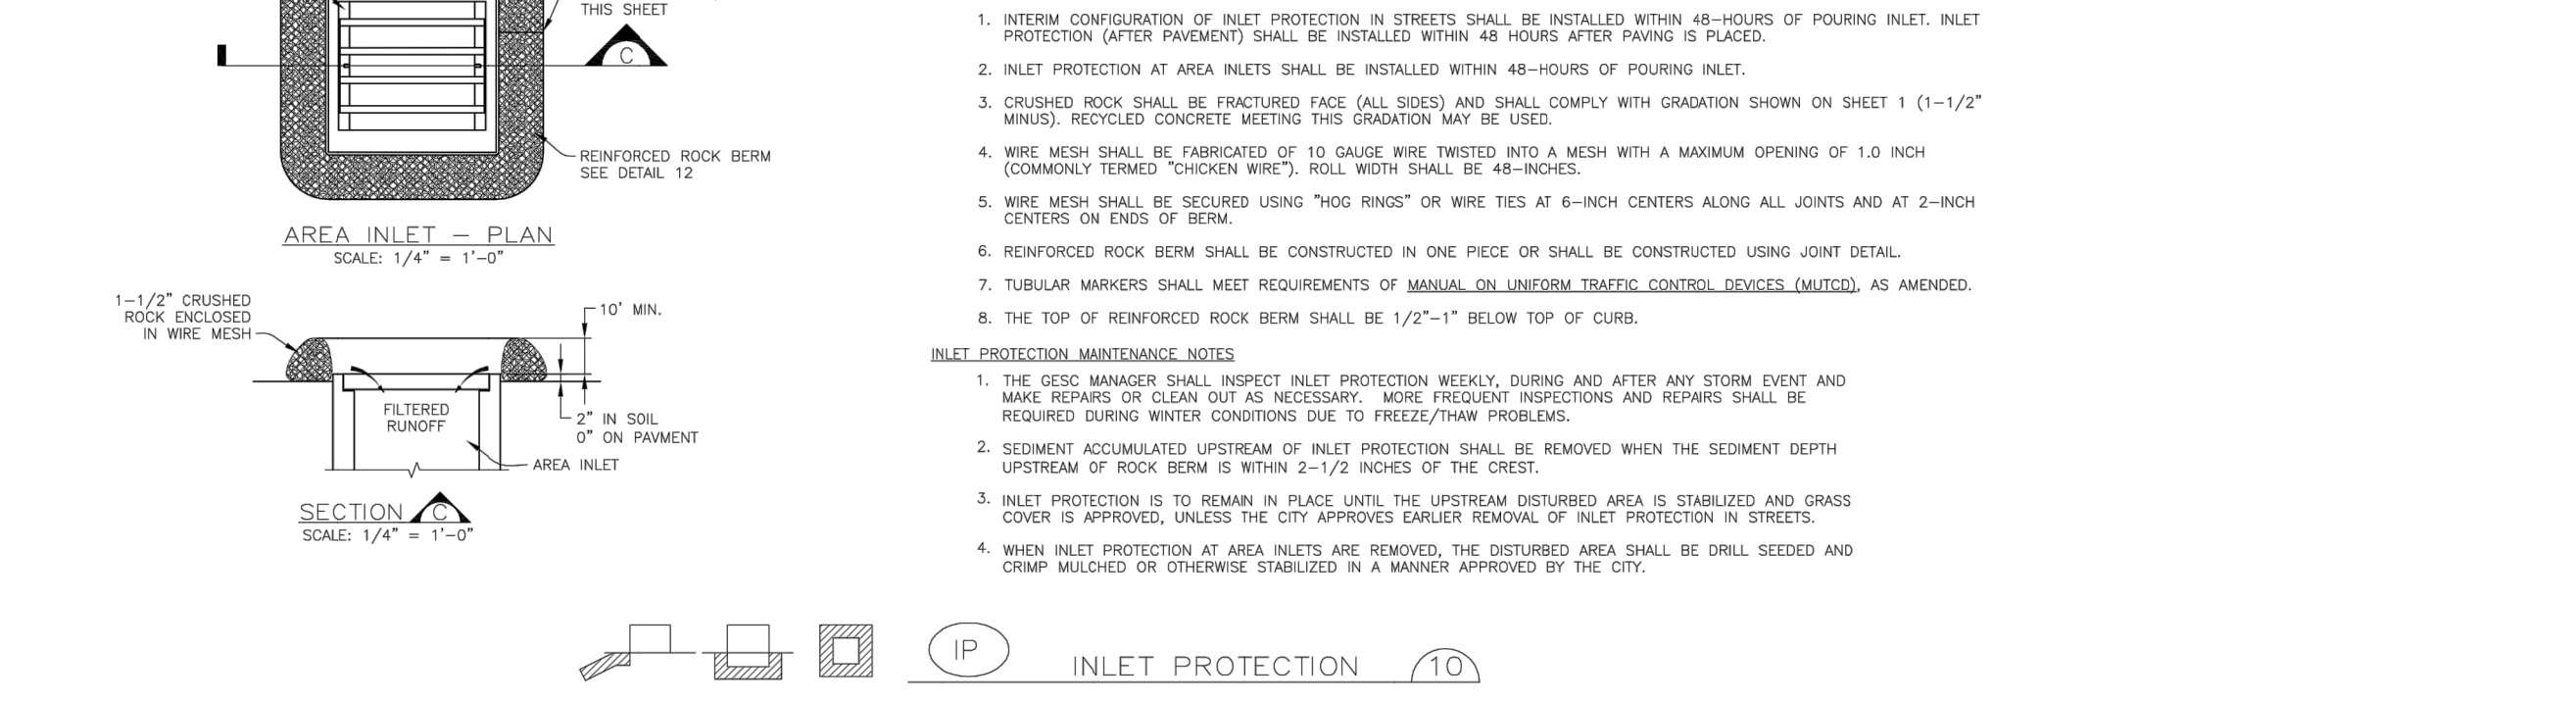 THIS SHEET
C
REINFORCED ROCK BERM
SEE DETAIL 12
AREA INLET – PLAN
SCALE: 1/4" = 1'–0"
1–1/2" CRUSHED
ROCK ENCLOSED
IN WIRE MESH
10' MIN.
FILTERED
RUNOFF
2" IN SOIL
0" ON PAVMENT
AREA INLET
SECTION C
SCALE: 1/4" = 1'–0"
1. INTERIM CONFIGURATION OF INLET PROTECTION IN STREETS SHALL BE INSTALLED WITHIN 48–HOURS OF POURING INLET. INLET
PROTECTION (AFTER PAVEMENT) SHALL BE INSTALLED WITHIN 48 HOURS AFTER PAVING IS PLACED.
2. INLET PROTECTION AT AREA INLETS SHALL BE INSTALLED WITHIN 48–HOURS OF POURING INLET.
3. CRUSHED ROCK SHALL BE FRACTURED FACE (ALL SIDES) AND SHALL COMPLY WITH GRADATION SHOWN ON SHEET 1 (1–1/2"
MINUS). RECYCLED CONCRETE MEETING THIS GRADATION MAY BE USED.
4. WIRE MESH SHALL BE FABRICATED OF 10 GAUGE WIRE TWISTED INTO A MESH WITH A MAXIMUM OPENING OF 1.0 INCH
(COMMONLY TERMED "CHICKEN WIRE"). ROLL WIDTH SHALL BE 48–INCHES.
5. WIRE MESH SHALL BE SECURED USING "HOG RINGS" OR WIRE TIES AT 6–INCH CENTERS ALONG ALL JOINTS AND AT 2–INCH
CENTERS ON ENDS OF BERM.
6. REINFORCED ROCK BERM SHALL BE CONSTRUCTED IN ONE PIECE OR SHALL BE CONSTRUCTED USING JOINT DETAIL.
7. TUBULAR MARKERS SHALL MEET REQUIREMENTS OF MANUAL ON UNIFORM TRAFFIC CONTROL DEVICES (MUTCD), AS AMENDED.
8. THE TOP OF REINFORCED ROCK BERM SHALL BE 1/2"–1" BELOW TOP OF CURB.
INLET PROTECTION MAINTENANCE NOTES
1. THE GESC MANAGER SHALL INSPECT INLET PROTECTION WEEKLY, DURING AND AFTER ANY STORM EVENT AND
MAKE REPAIRS OR CLEAN OUT AS NECESSARY. MORE FREQUENT INSPECTIONS AND REPAIRS SHALL BE
REQUIRED DURING WINTER CONDITIONS DUE TO FREEZE/THAW PROBLEMS.
2. SEDIMENT ACCUMULATED UPSTREAM OF INLET PROTECTION SHALL BE REMOVED WHEN THE SEDIMENT DEPTH
UPSTREAM OF ROCK BERM IS WITHIN 2–1/2 INCHES OF THE CREST.
3. INLET PROTECTION IS TO REMAIN IN PLACE UNTIL THE UPSTREAM DISTURBED AREA IS STABILIZED AND GRASS
COVER IS APPROVED, UNLESS THE CITY APPROVES EARLIER REMOVAL OF INLET PROTECTION IN STREETS.
4. WHEN INLET PROTECTION AT AREA INLETS ARE REMOVED, THE DISTURBED AREA SHALL BE DRILL SEEDED AND
CRIMP MULCHED OR OTHERWISE STABILIZED IN A MANNER APPROVED BY THE CITY.
IP
INLET PROTECTION 10